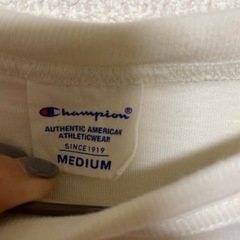 Champion
AUTHENTIC AMERICAN
ATHLETICWEAR
SINCE 1919
MEDIUM